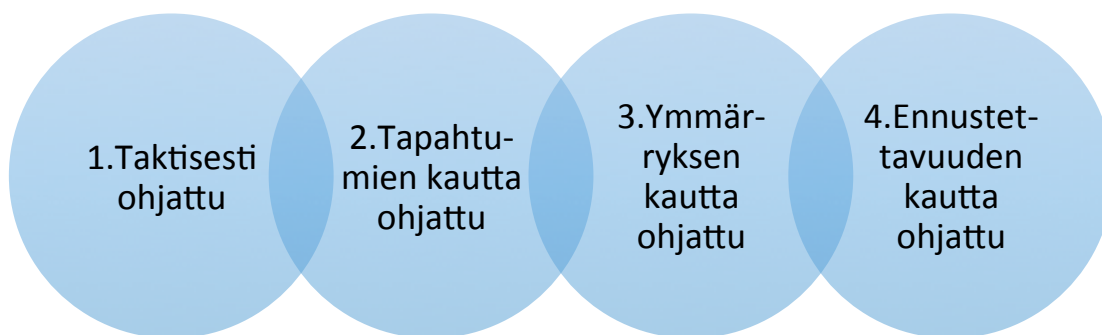 1.Taktisesti
ohjattu
2.Tapahtu-
mien kautta
ohjattu
3.Ymmär-
ryksen
kautta
ohjattu
4.Ennustet-
tavuuden
kautta
ohjattu